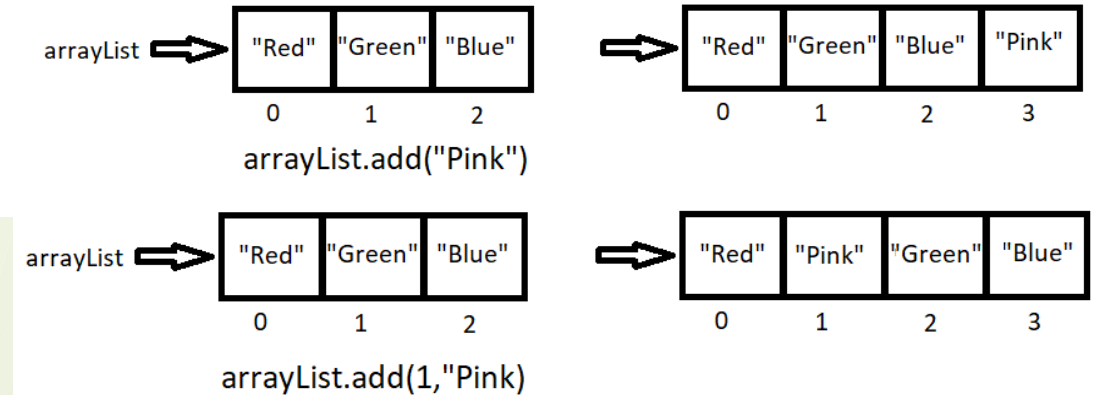 arrayList "Red" "Green" "Blue" "Red" "Green" "Blue" "Pink"
0 1 2 0 1 2 3
arrayList.add("Pink")
arrayList "Red" "Green" "Blue" "Red" "Pink" "Green" "Blue"
0 1 2 0 1 2 3
arrayList.add(1,"Pink)